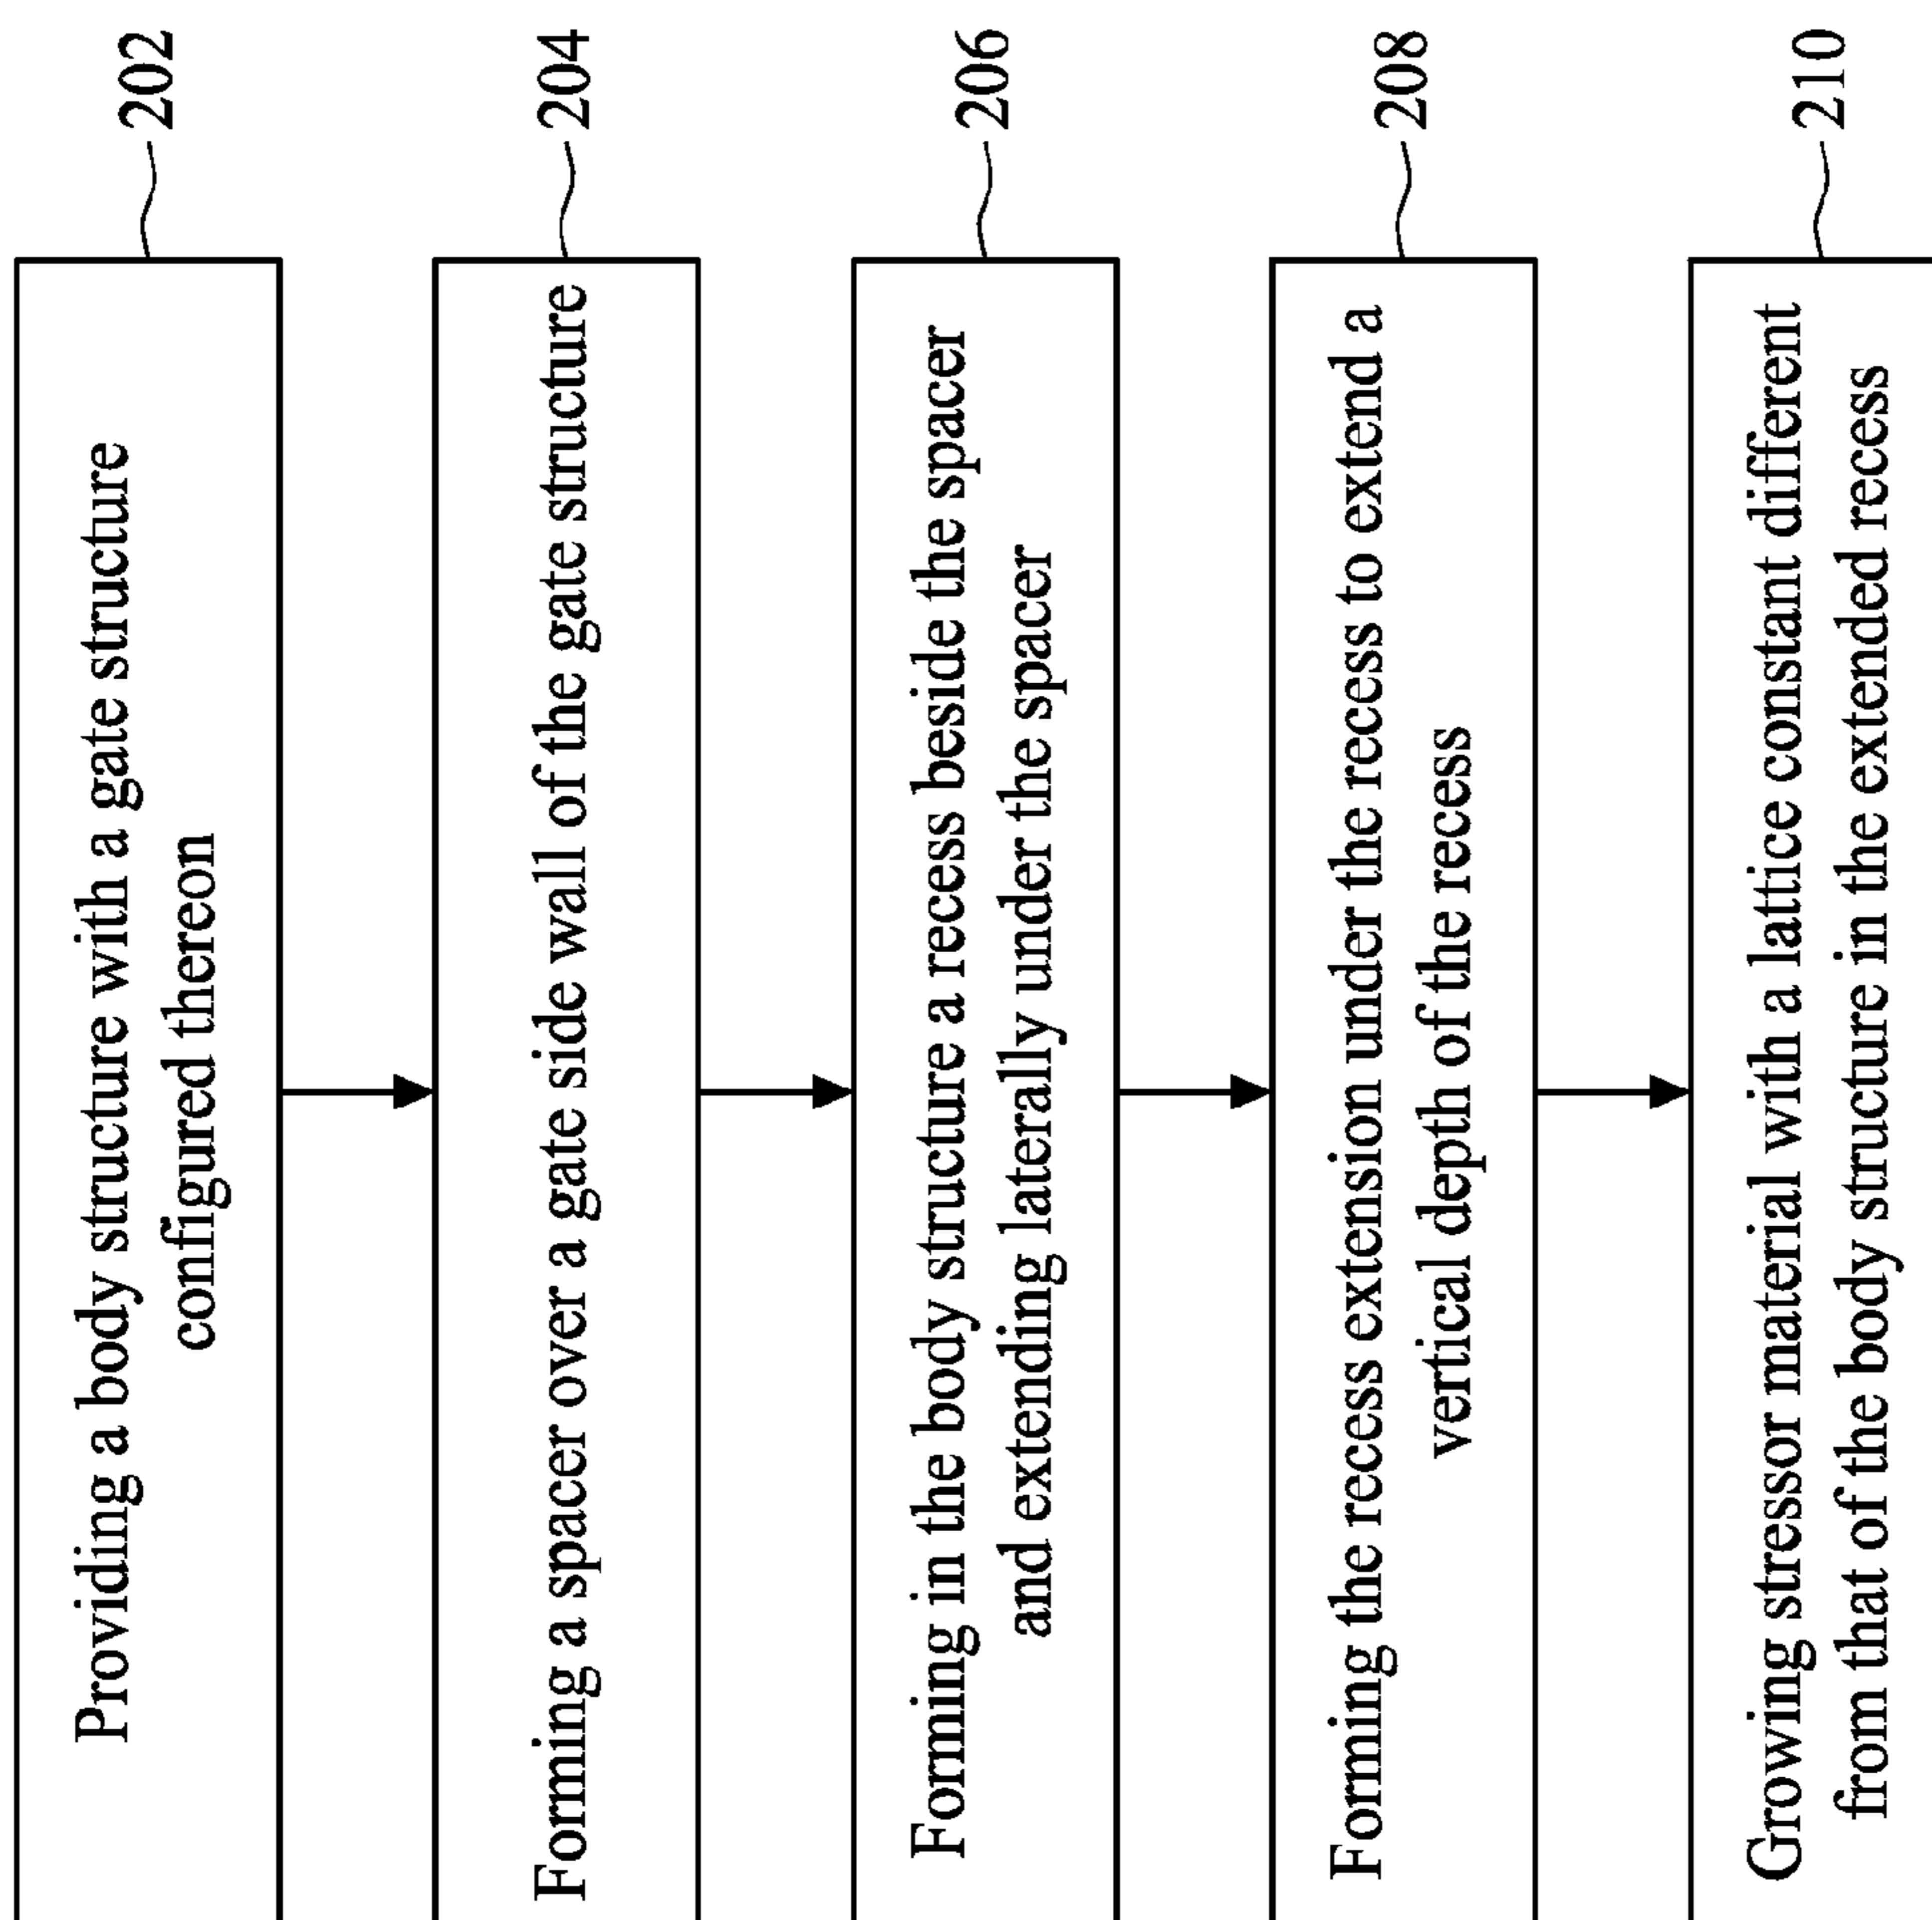 Providing a body structure with a gate structure
configured thereon
202
Forming a spacer over a gate side wall of the gate structure
204
Forming in the body structure a recess beside the spacer
and extending laterally under the spacer
206
Forming the recess extension under the recess to extend a
vertical depth of the recess
208
Growing stressor material with a lattice constant different
from that of the body structure in the extended recess
210